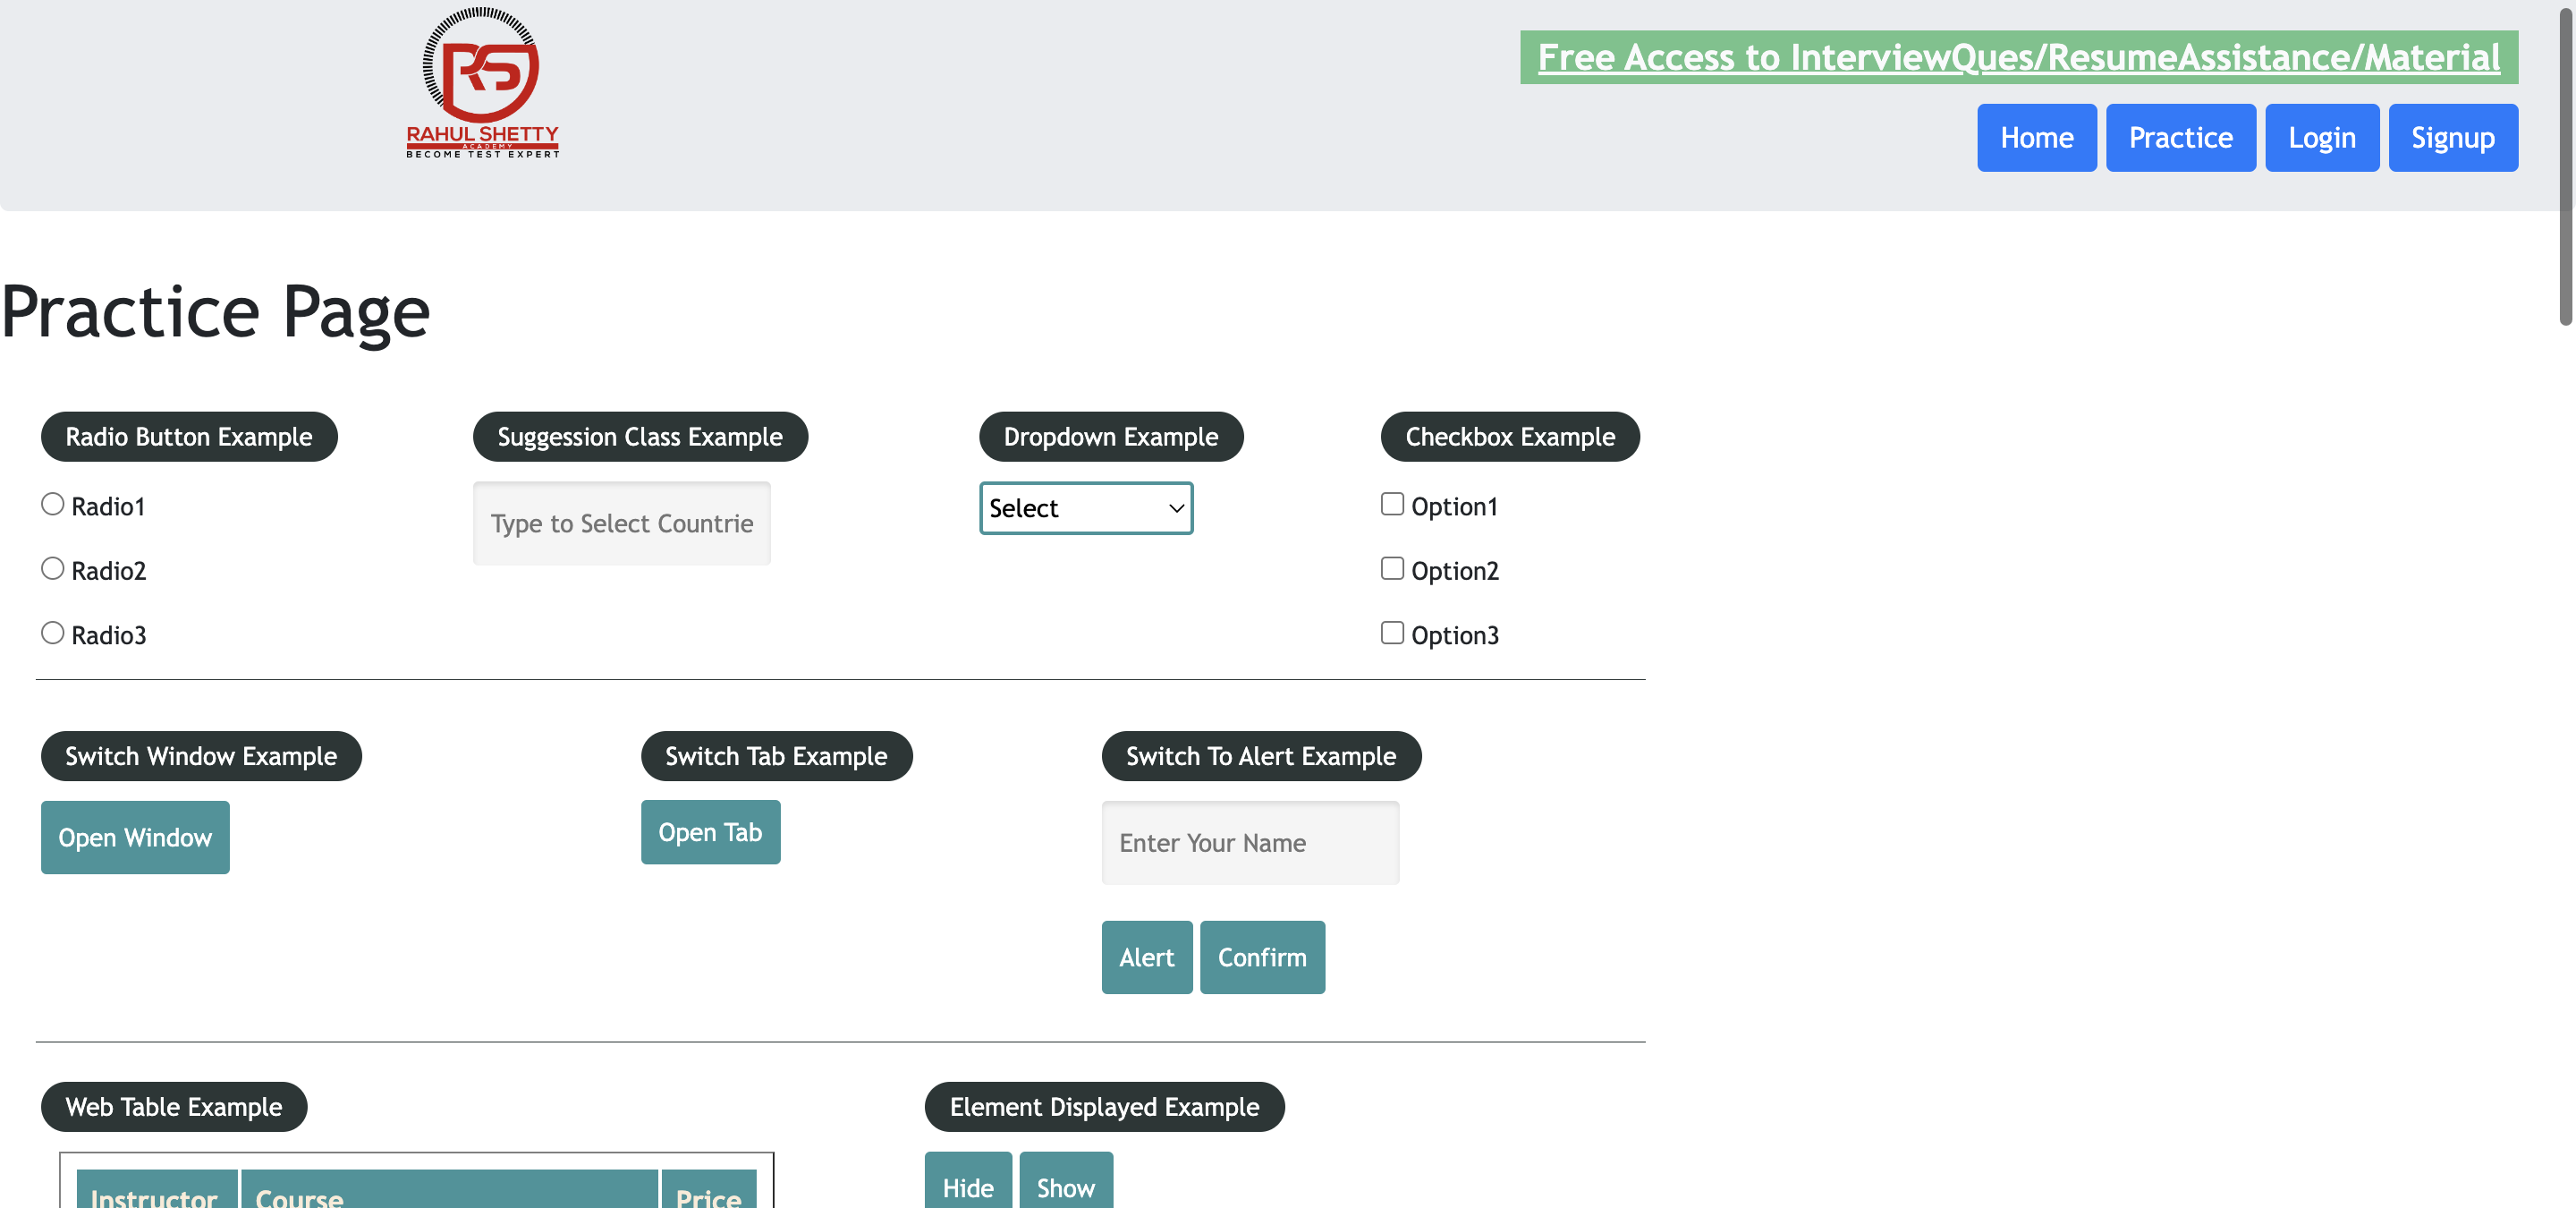 RAHUL SHETTY
ACADEMY
BECOME TEST EXPERT
Free Access to InterviewQues/ResumeAssistance/Material
Home Practice Login Signup
Practice Page
Radio Button Example
Radio1
Radio2
Radio3
Suggession Class Example
Type to Select Countrie
Dropdown Example
Select
Checkbox Example
Option1
Option2
Option3
Switch Window Example
Open Window
Switch Tab Example
Open Tab
Switch To Alert Example
Enter Your Name
Alert Confirm
Web Table Example
Instructor Course Price
Element Displayed Example
Hide Show